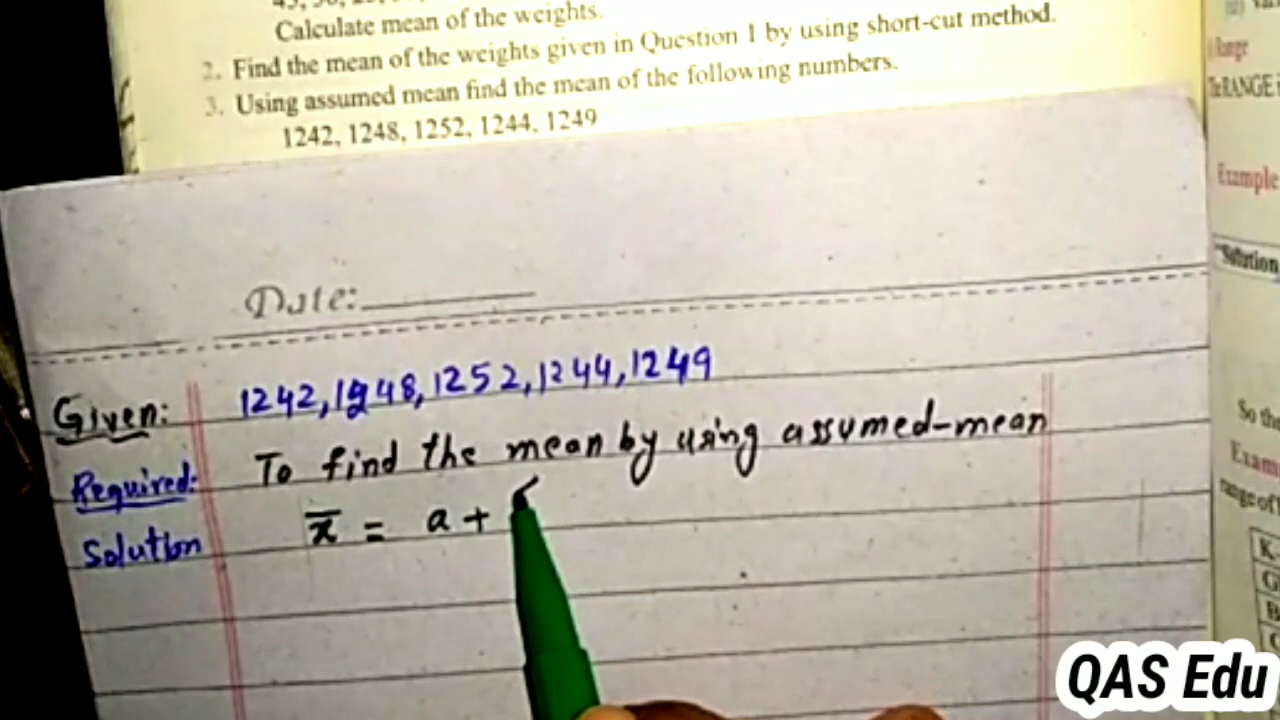 Calculate mean of the weights.
2. Find the mean of the weights given in Question 1 by using short-cut method.
3. Using assumed mean find the mean of the following numbers.
1242, 1248, 1252, 1244, 1249
Date:
Given: 1242, 1248, 1252, 1244, 1249
Required: To find the mean by using assumed-mean
Solution x̅ = a +
Range
The RANGE
Example
Solution
So the
Exam
range of
QAS Edu